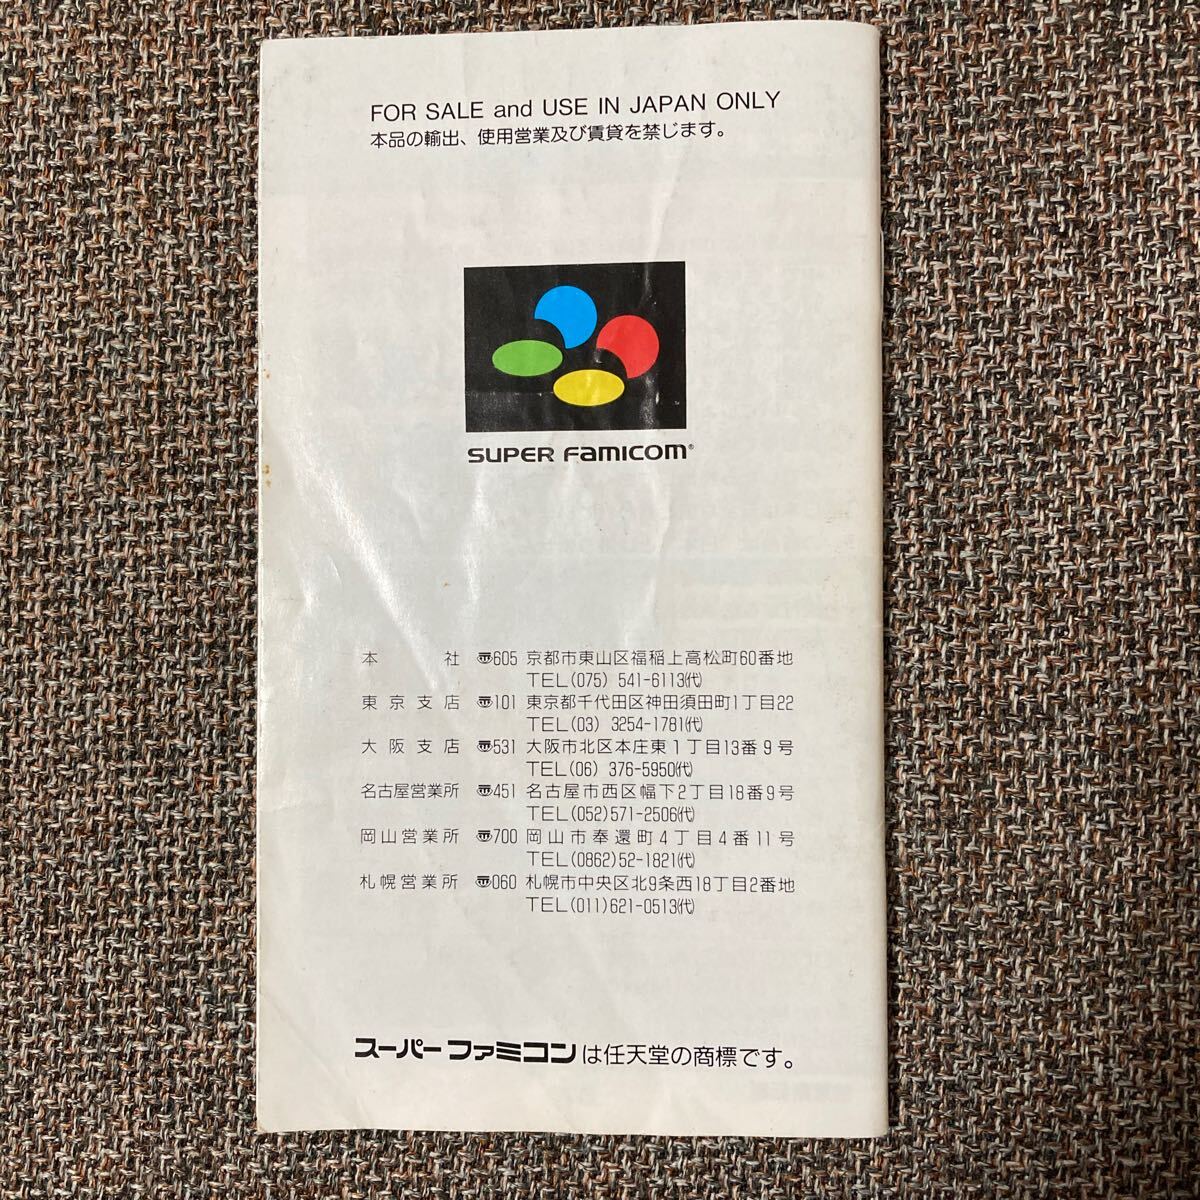 FOR SALE and USE IN JAPAN ONLY
本品の輸出、使用営業及び賃貸を禁じます。
SUPER FAMICOM®
本社 〠605 京都市東山区福稲上高松町60番地
TEL(075) 541-6113(代)
東京支店 〠101 東京都千代田区神田須田町1丁目22
TEL(03) 3254-1781(代)
大阪支店 〠531 大阪市北区本庄東1丁目13番9号
TEL(06) 376-5950(代)
名古屋営業所 〠451 名古屋市西区幅下2丁目18番9号
TEL(052)571-2506(代)
岡山営業所 〠700 岡山市奉還町4丁目4番11号
TEL(0862)52-1821(代)
札幌営業所 〠060 札幌市中央区北9条西18丁目2番地
TEL(011)621-0513(代)
スーパーファミコンは任天堂の商標です。